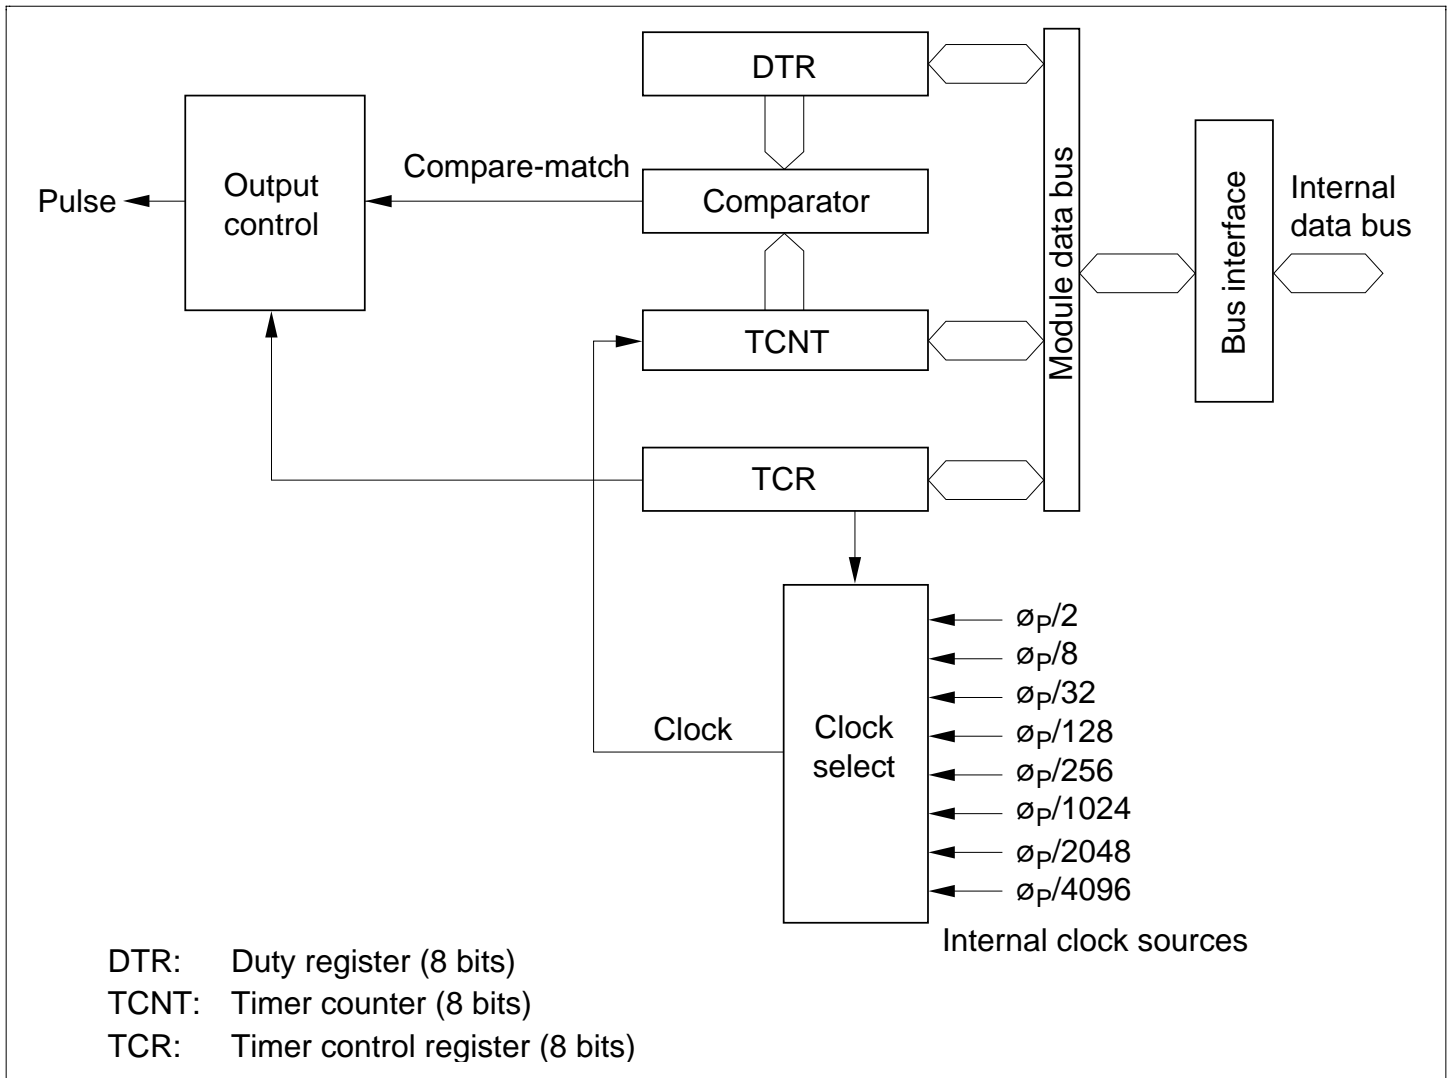 DTR
Compare-match
Output
control
Pulse
Comparator
Module data bus
Bus interface
Internal
data bus
TCNT
TCR
Clock
Clock
select
øP/2
øP/8
øP/32
øP/128
øP/256
øP/1024
øP/2048
øP/4096
Internal clock sources
DTR: Duty register (8 bits)
TCNT: Timer counter (8 bits)
TCR: Timer control register (8 bits)